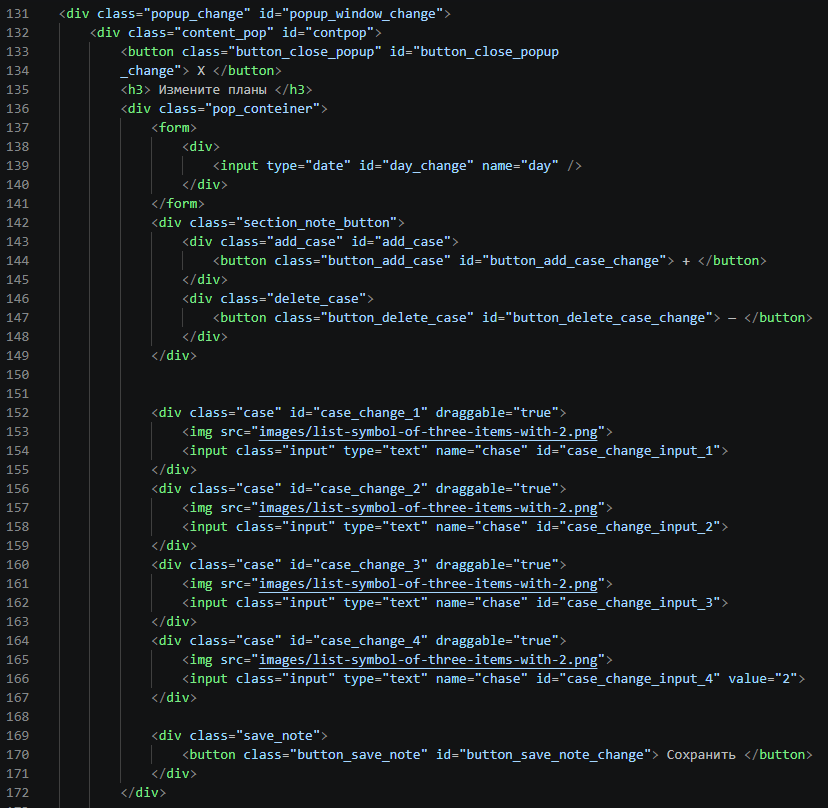 131 <div class="popup_change" id="popup_window_change">
132 <div class="content_pop" id="contpop">
133 <button class="button_close_popup" id="button_close_popup
134 _change"> X </button>
135 <h3> Измените планы </h3>
136 <div class="pop_conteiner">
137 <form>
138 <div>
139 <input type="date" id="day_change" name="day" />
140 </div>
141 </form>
142 <div class="section_note_button">
143 <div class="add_case" id="add_case">
144 <button class="button_add_case" id="button_add_case_change"> + </button>
145 </div>
146 <div class="delete_case">
147 <button class="button_delete_case" id="button_delete_case_change"> — </button>
148 </div>
149 </div>
150
151
152 <div class="case" id="case_change_1" draggable="true">
153 <img src="images/list-symbol-of-three-items-with-2.png">
154 <input class="input" type="text" name="chase" id="case_change_input_1">
155 </div>
156 <div class="case" id="case_change_2" draggable="true">
157 <img src="images/list-symbol-of-three-items-with-2.png">
158 <input class="input" type="text" name="chase" id="case_change_input_2">
159 </div>
160 <div class="case" id="case_change_3" draggable="true">
161 <img src="images/list-symbol-of-three-items-with-2.png">
162 <input class="input" type="text" name="chase" id="case_change_input_3">
163 </div>
164 <div class="case" id="case_change_4" draggable="true">
165 <img src="images/list-symbol-of-three-items-with-2.png">
166 <input class="input" type="text" name="chase" id="case_change_input_4" value="2">
167 </div>
168
169 <div class="save_note">
170 <button class="button_save_note" id="button_save_note_change"> Сохранить </button>
171 </div>
172 </div>